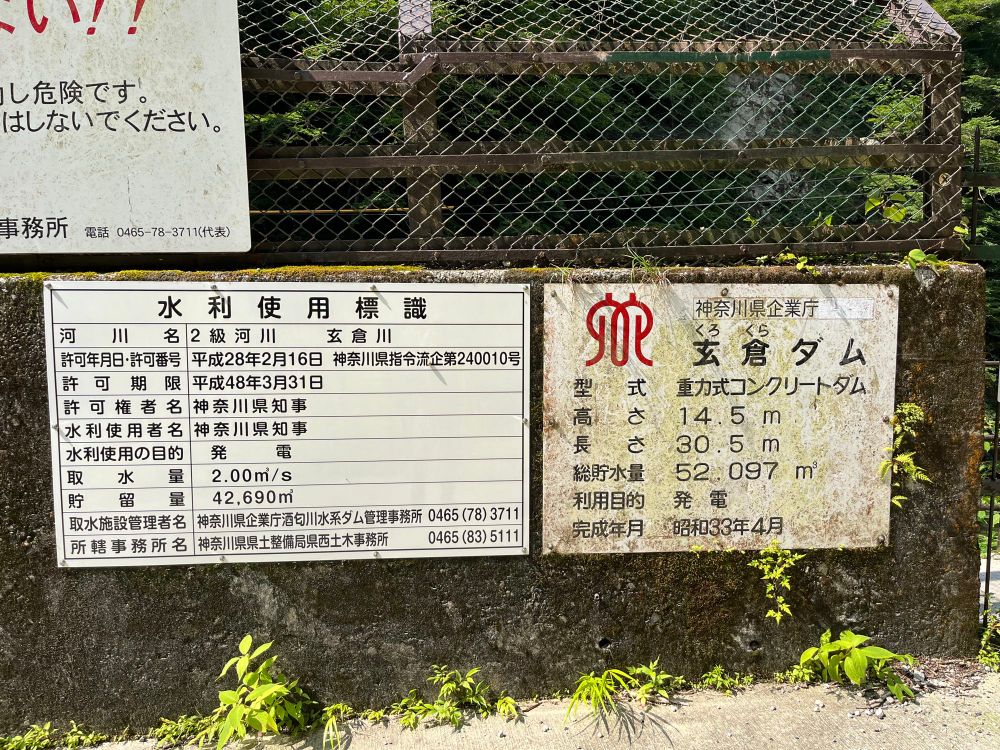 ない!!
し危険です。
はしないでください。
事務所 電話 0465-78-3711(代表)
水利使用標識
河川名 2級河川 玄倉川
許可年月日・許可番号 平成28年2月16日 神奈川県指令流企第240010号
許可期限 平成48年3月31日
許可権者名 神奈川県知事
水利使用者名 神奈川県知事
水利使用の目的 発電
取水量 2.00㎥/s
貯留量 42,690㎥
取水施設管理者名 神奈川県企業庁酒匂川水系ダム管理事務所 0465(78)3711
所轄事務所名 神奈川県県土整備局県西土木事務所 0465(83)5111
神奈川県企業庁
くろ くら
玄倉ダム
型式 重力式コンクリートダム
高さ 14.5 m
長さ 30.5 m
総貯水量 52,097 ㎥
利用目的 発電
完成年月 昭和33年4月